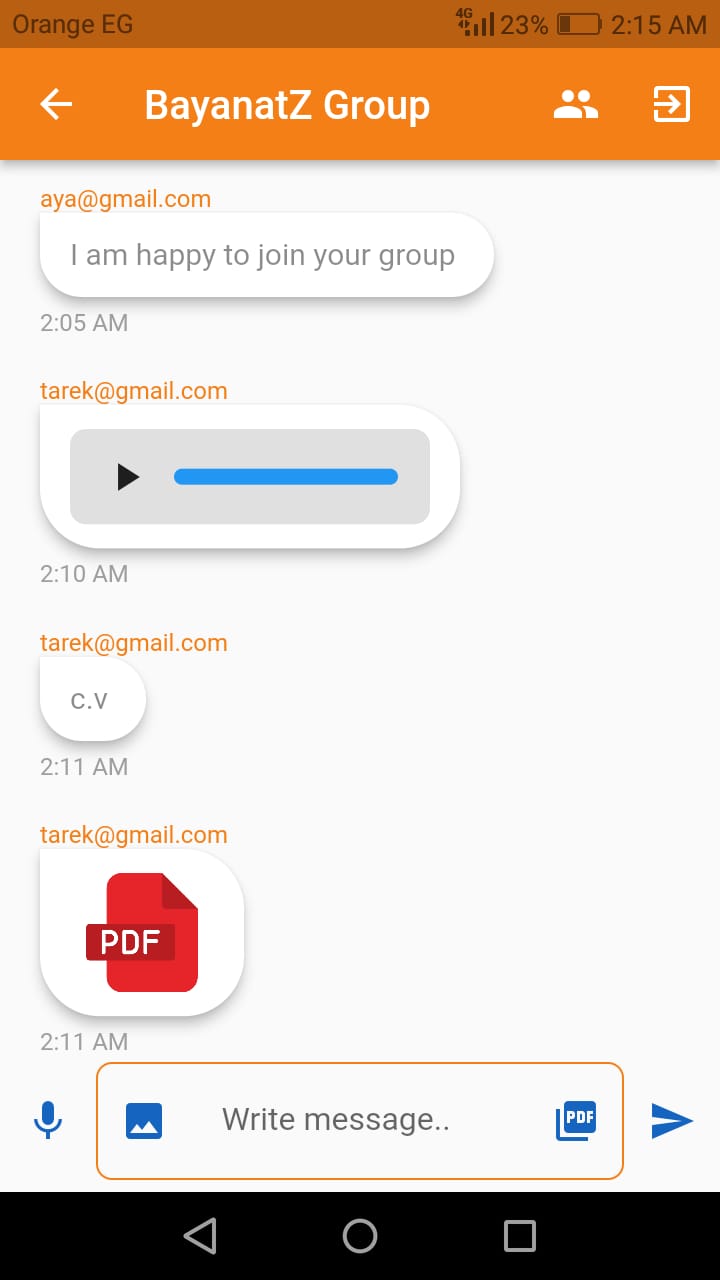 Orange EG 4G 23% 2:15 AM
BayanatZ Group
aya@gmail.com
I am happy to join your group
2:05 AM
tarek@gmail.com
2:10 AM
tarek@gmail.com
c.v
2:11 AM
tarek@gmail.com
PDF
2:11 AM
Write message.. PDF